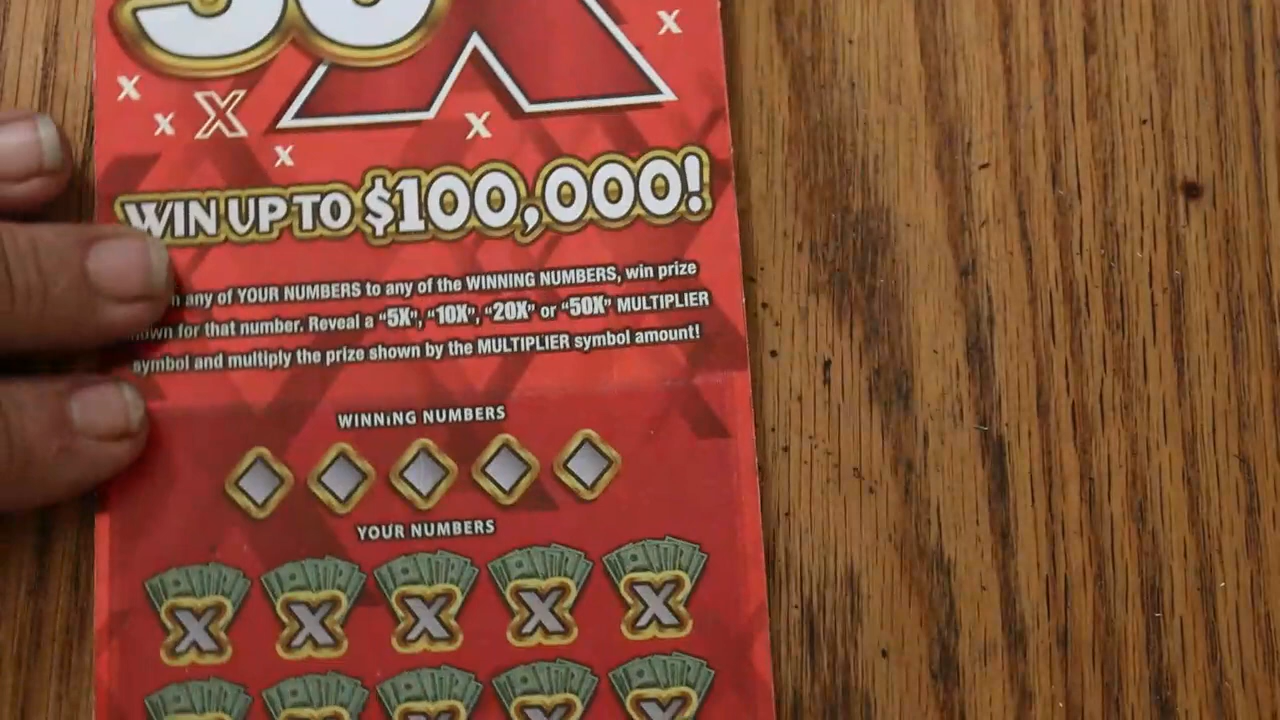 50X
X
X
X X
X
X
WIN UP TO $100,000!
any of YOUR NUMBERS to any of the WINNING NUMBERS, win prize
for that number. Reveal a "5X", "10X", "20X" or "50X" MULTIPLIER
symbol and multiply the prize shown by the MULTIPLIER symbol amount!
WINNING NUMBERS
YOUR NUMBERS
X X X X X
X X X X X